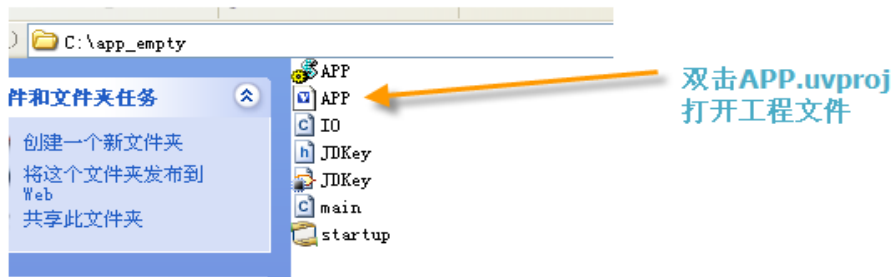 C:\app_empty
件和文件夹任务
创建一个新文件夹
将这个文件夹发布到
Web
共享此文件夹
APP
APP
IO
JDKey
JDKey
main
startup
双击APP.uvproj
打开工程文件